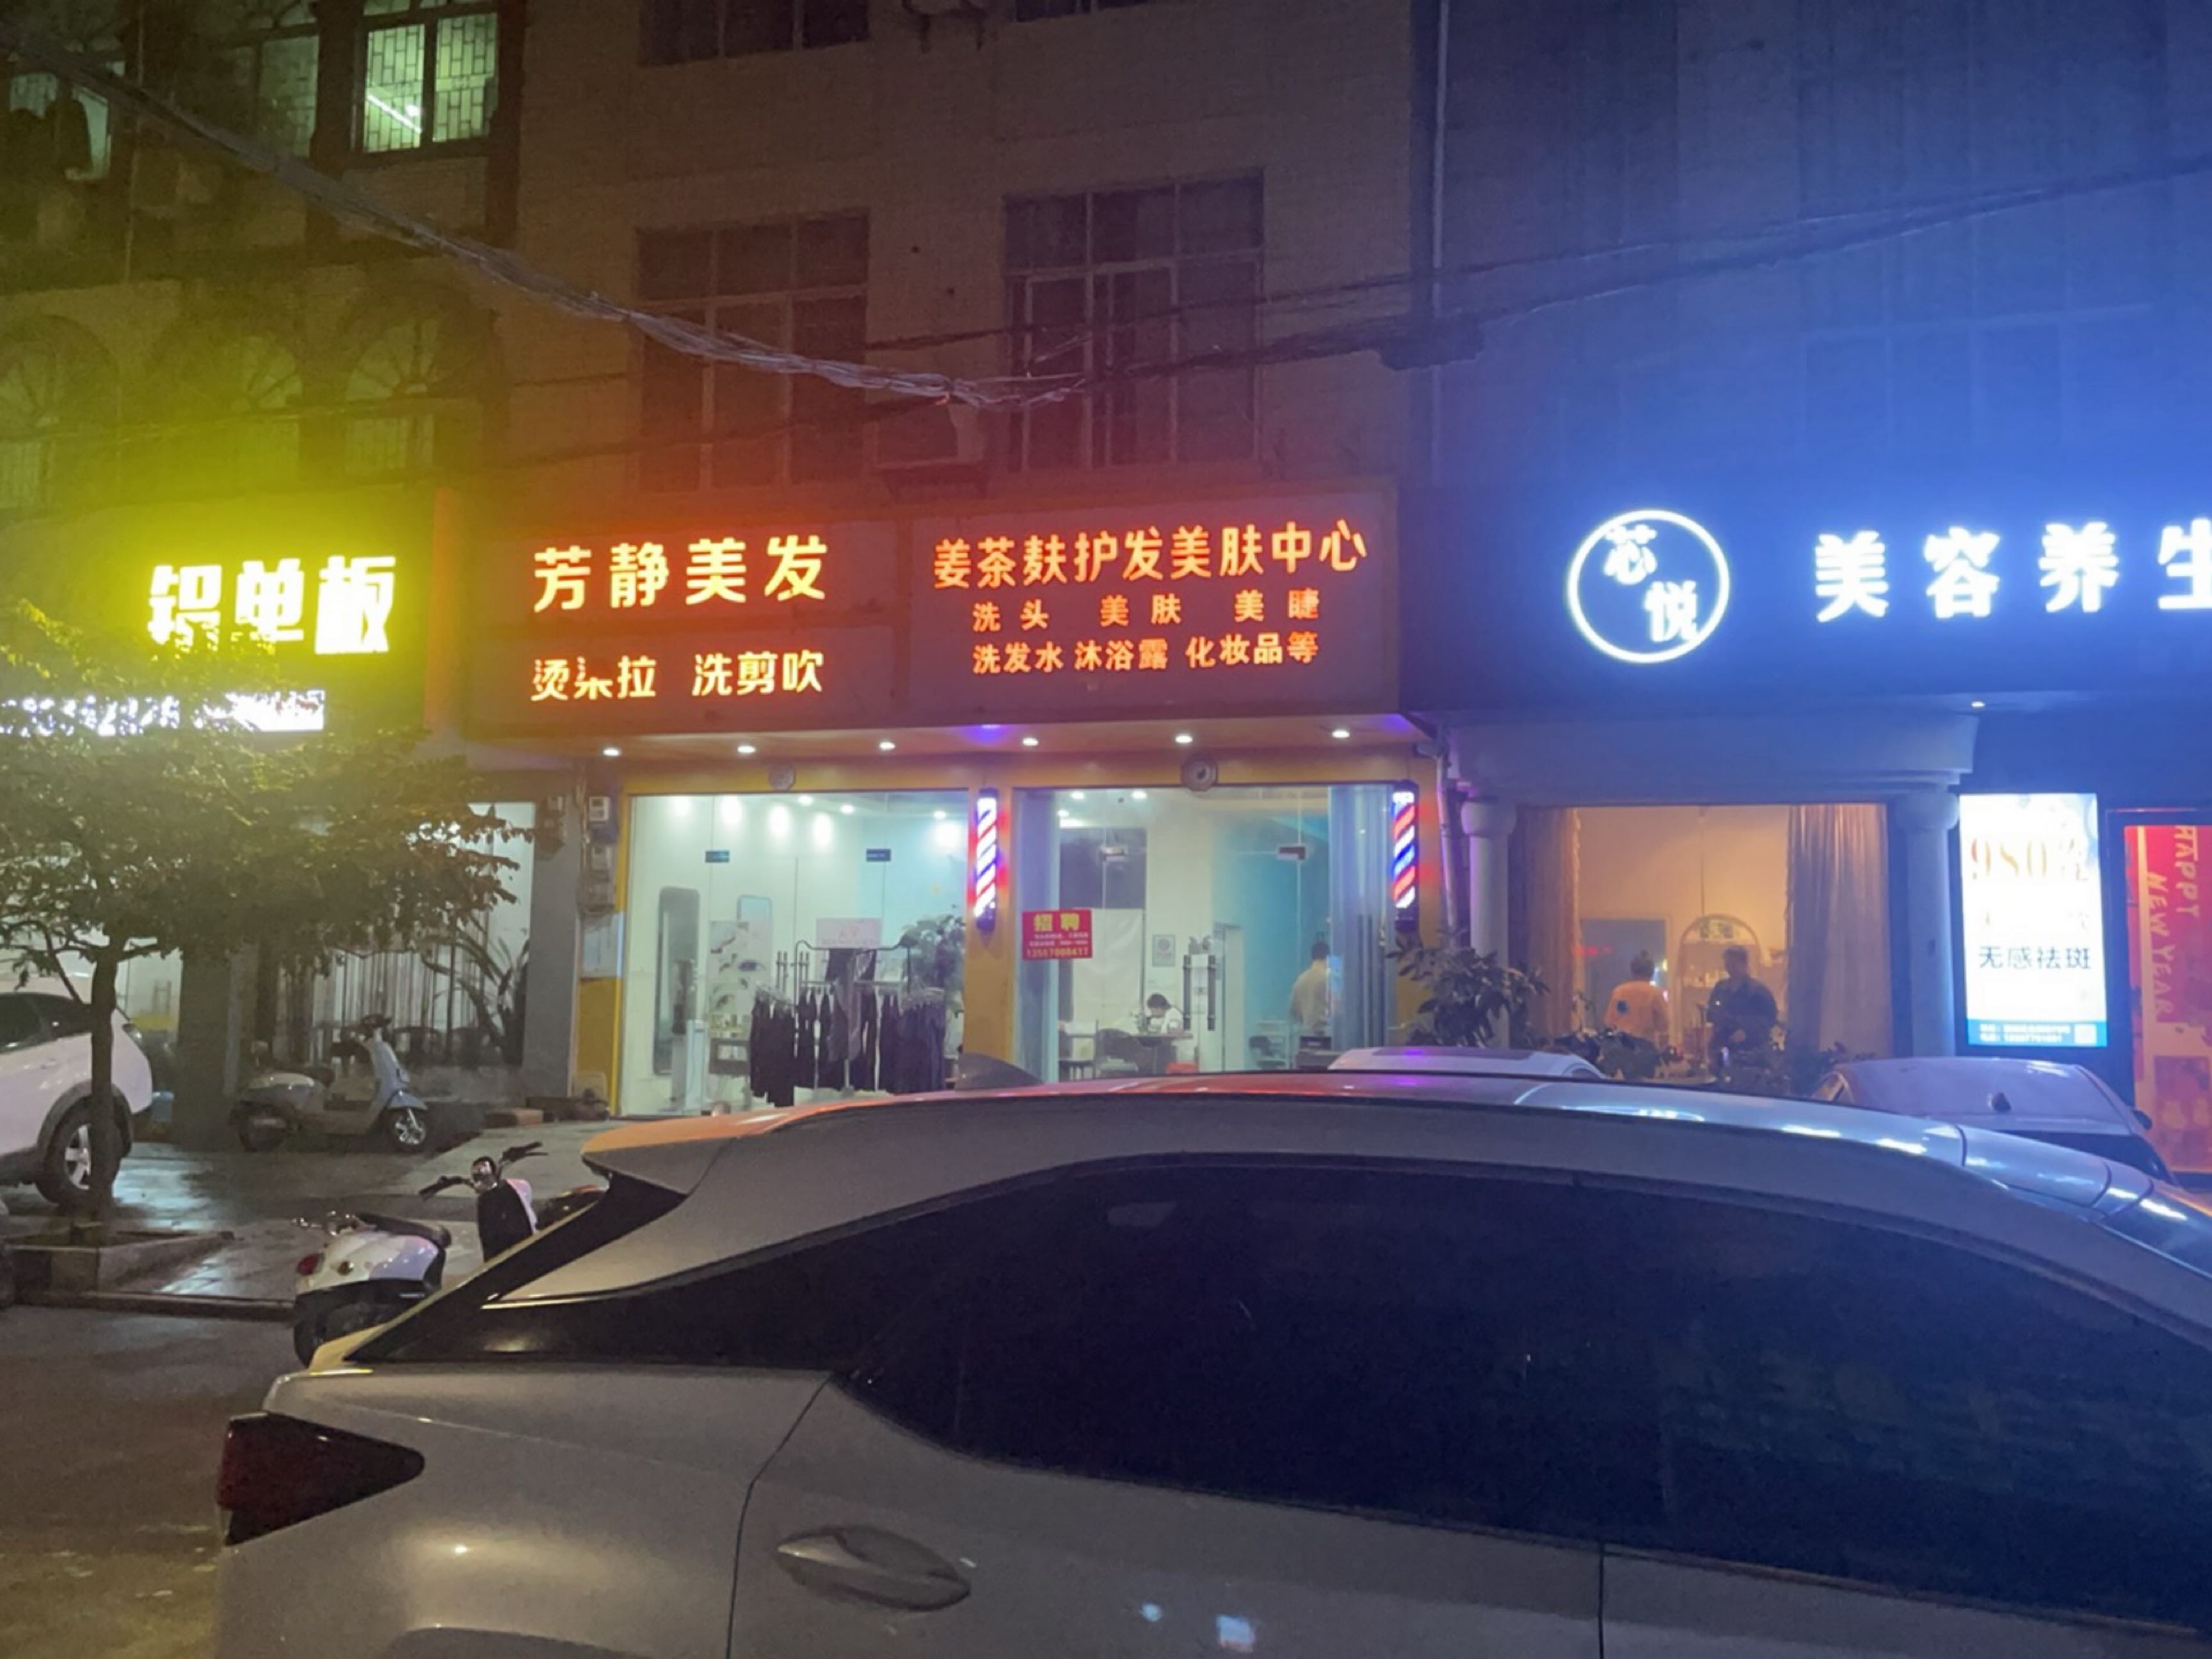 铝单板
芳静美发
烫染拉 洗剪吹
姜茶麸护发美肤中心
洗头 美肤 美睫
洗发水 沐浴露 化妆品等
芯悦
美容养生
招聘
980
无感祛斑
HAPPY
NEW YEAR